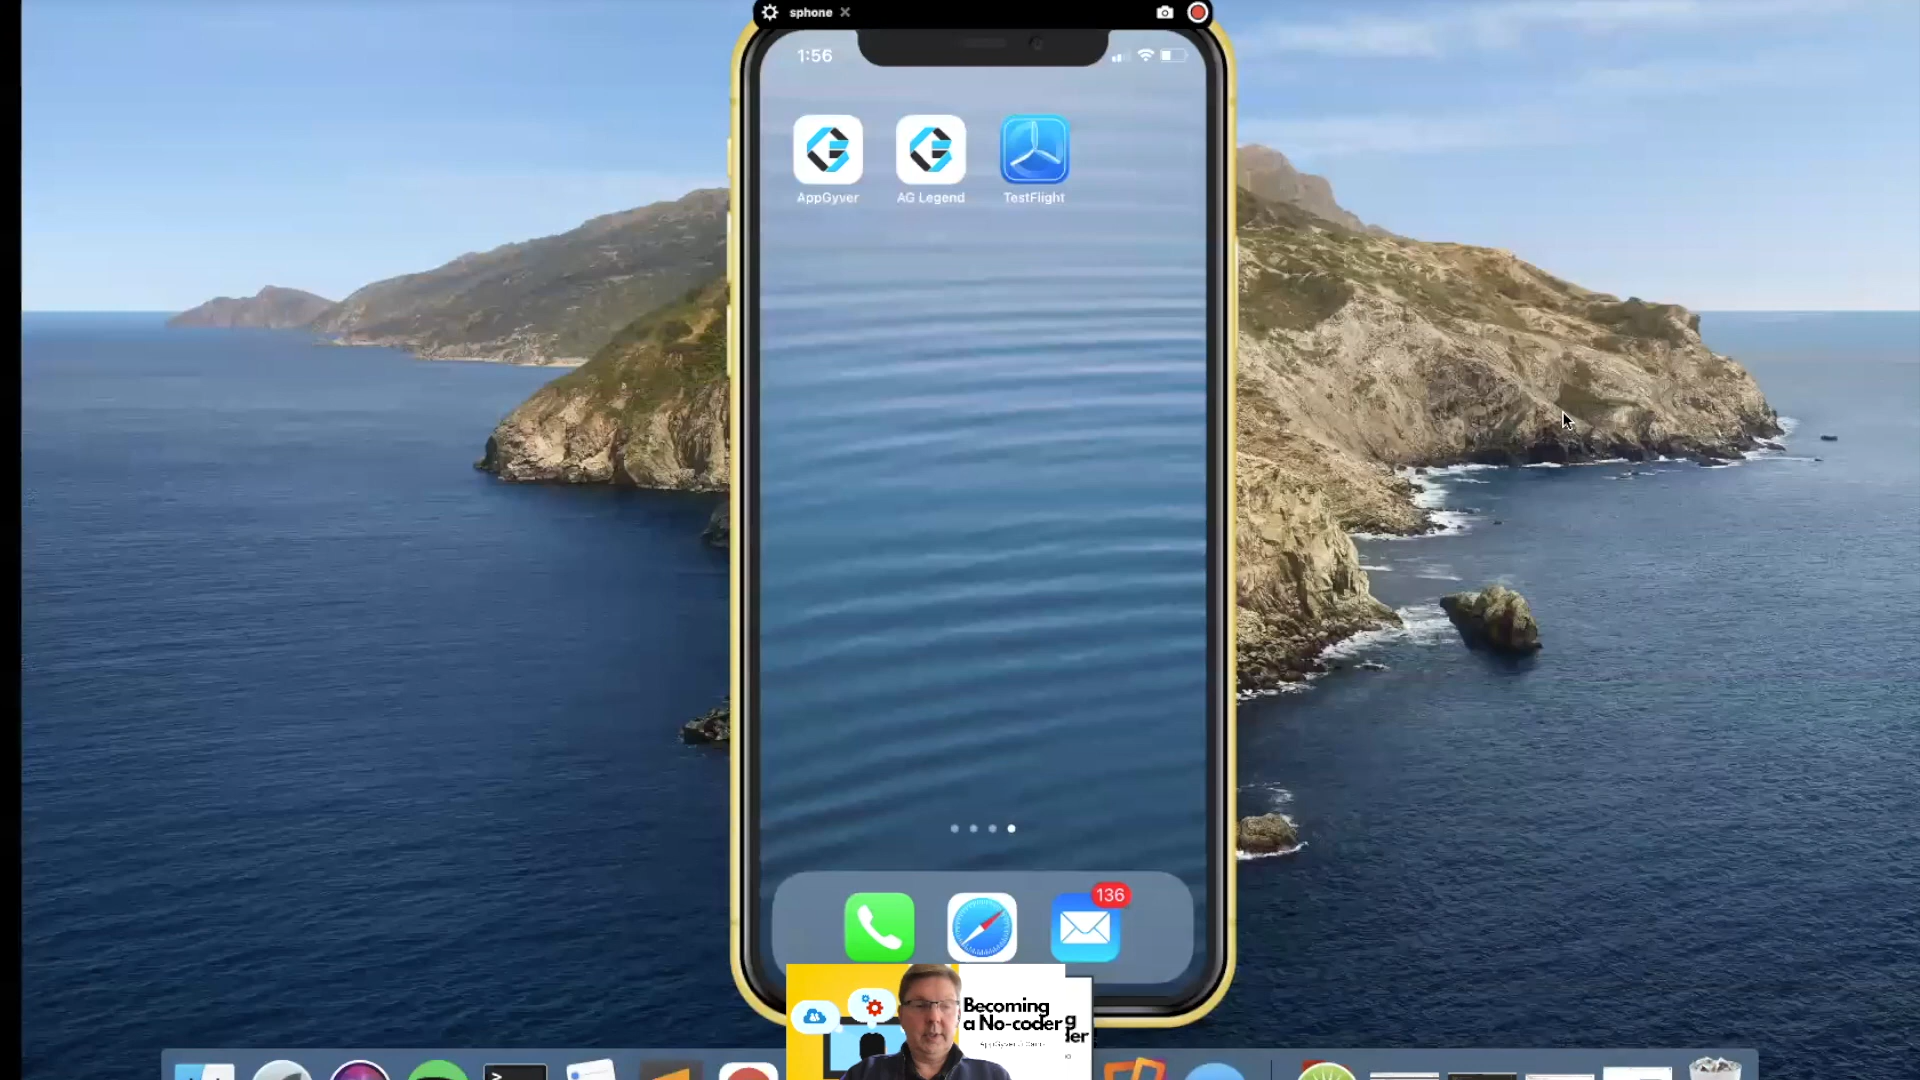 sphone
1:56
AppGyver
AG Legend
TestFlight
136
Becoming
a No-coder